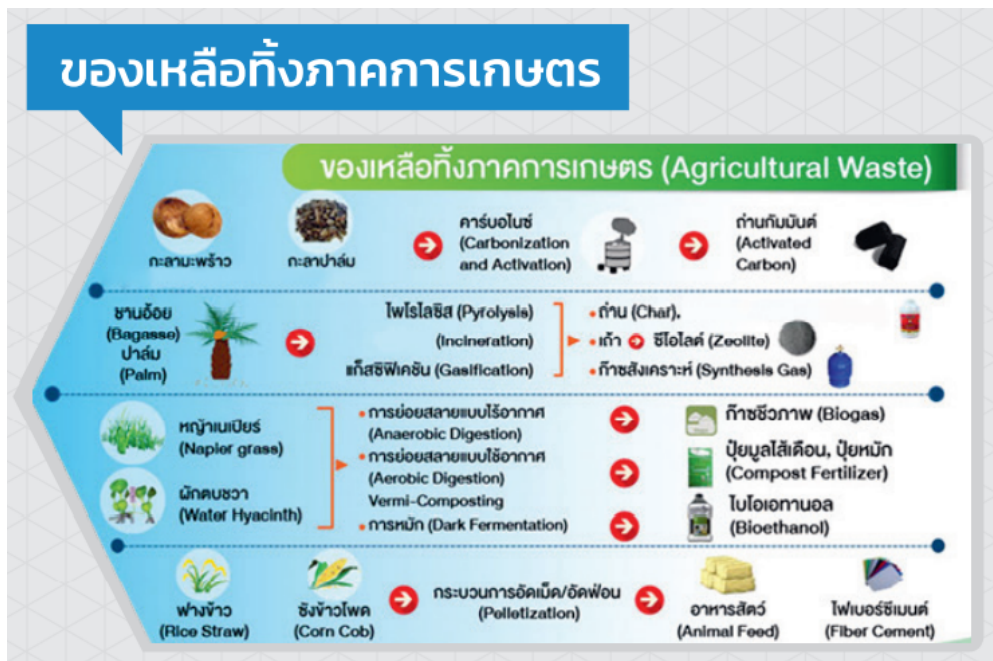 ของเหลือทิ้งภาคการเกษตร
ของเหลือทิ้งภาคการเกษตร (Agricultural Waste)
กะลามะพร้าว
กะลาปาล์ม
คาร์บอไนซ์
(Carbonization
and Activation)
ถ่านกัมมันต์
(Activated
Carbon)
ชานอ้อย
(Bagasse)
ปาล์ม
(Palm)
ไพโรไลซิส (Pyrolysis)
(Incineration)
แก็สซิฟิเคชัน (Gasification)
•ถ่าน (Char),
•เถ้า ซีโอไลต์ (Zeolite)
•ก๊าซสังเคราะห์ (Synthesis Gas)
หญ้าเนเปียร์
(Napier grass)
ผักตบชวา
(Water Hyacinth)
•การย่อยสลายแบบไร้อากาศ
(Anaerobic Digestion)
•การย่อยสลายแบบใช้อากาศ
(Aerobic Digestion)
Vermi-Composting
•การหมัก (Dark Fermentation)
ก๊าซชีวภาพ (Biogas)
ปุ๋ยมูลไส้เดือน, ปุ๋ยหมัก
(Compost Fertilizer)
ไบโอเอทานอล
(Bioethanol)
ฟางข้าว
(Rice Straw)
ซังข้าวโพด
(Corn Cob)
กระบวนการอัดเม็ด/อัดฟ่อน
(Pelletization)
อาหารสัตว์
(Animal Feed)
ไฟเบอร์ซีเมนต์
(Fiber Cement)